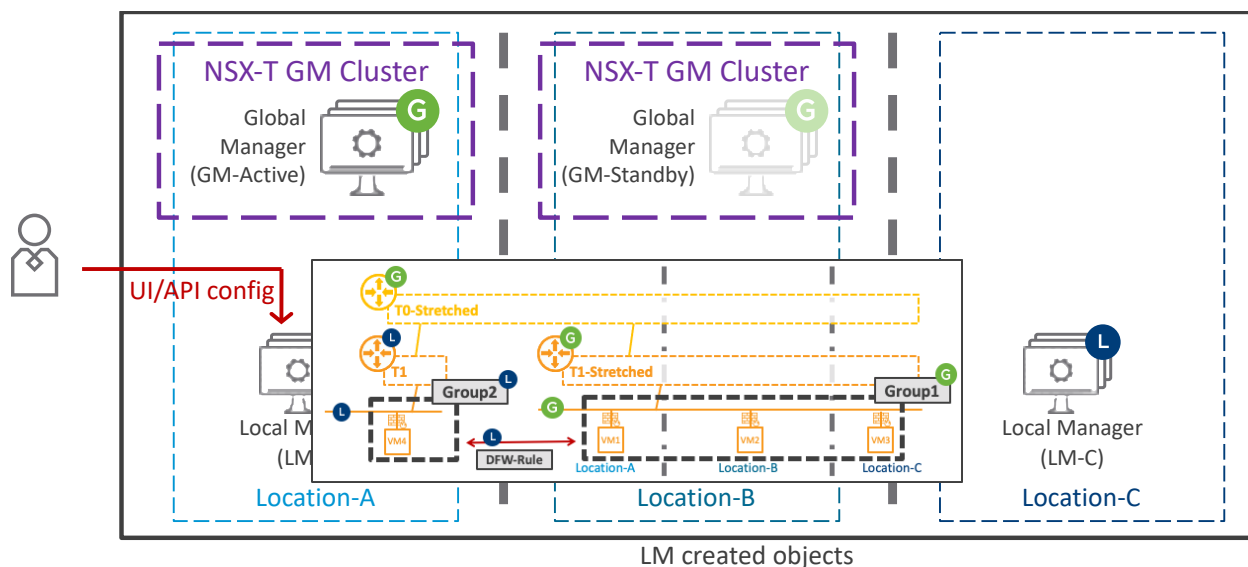 NSX-T GM Cluster
Global
Manager
(GM-Active)
G
NSX-T GM Cluster
Global
Manager
(GM-Standby)
G
UI/API config
G
T0-Stretched
L
T1
G
T1-Stretched
Group2
L
Group1
G
L
G
VM4
L
DFW-Rule
VM1
VM2
VM3
Location-A
Location-B
Location-C
Local M
(LM
Location-A
Location-B
L
Local Manager
(LM-C)
Location-C
LM created objects